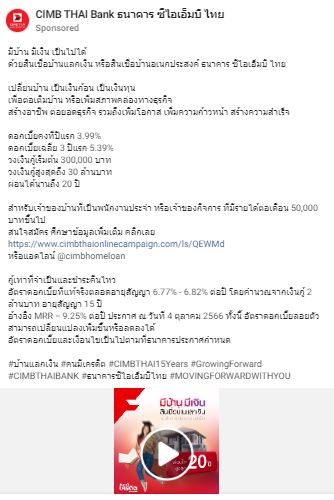 CIMB THAI Bank ธนาคาร ซีไอเอ็มบี ไทย
Sponsored
มีบ้าน มีเงิน เป็นไปได้
ด้วยสินเชื่อบ้านแลกเงิน หรือสินเชื่อบ้านอเนกประสงค์ ธนาคาร ซีไอเอ็มบี ไทย
เปลี่ยนบ้าน เป็นเงินก้อน เป็นเงินทุน
เพื่อต่อเติมบ้าน หรือเพิ่มสภาพคล่องทางธุรกิจ
สร้างอาชีพ ต่อยอดธุรกิจ รวมถึงเพิ่มโอกาส เพิ่มความก้าวหน้า สร้างความสำเร็จ
ดอกเบี้ยคงที่ปีแรก 3.99%
ดอกเบี้ยเฉลี่ย 3 ปีแรก 5.39%
วงเงินกู้เริ่มต้น 300,000 บาท
วงเงินกู้สูงสุดถึง 30 ล้านบาท
ผ่อนได้นานถึง 20 ปี
สำหรับเจ้าของบ้านที่เป็นพนักงานประจำ หรือเจ้าของกิจการ ที่มีรายได้ต่อเดือน 50,000
บาทขึ้นไป
สนใจสมัคร ศึกษาข้อมูลเพิ่มเติม คลิกเลย
https://www.cimbthaionlinecampaign.com/ls/QEWMd
หรือแอดไลน์ @cimbhomeloan
กู้เท่าที่จำเป็นและชำระคืนไหว
อัตราดอกเบี้ยที่แท้จริงตลอดอายุสัญญา 6.77% - 6.82% ต่อปี โดยคำนวณจากเงินกู้ 2
ล้านบาท อายุสัญญา 15 ปี
อ้างอิง MRR = 9.25% ต่อปี ประกาศ ณ วันที่ 4 ตุลาคม 2566 ทั้งนี้ อัตราดอกเบี้ยลอยตัว
สามารถเปลี่ยนแปลงเพิ่มขึ้นหรือลดลงได้
อัตราดอกเบี้ยและเงื่อนไขเป็นไปตามที่ธนาคารประกาศกำหนด
#บ้านแลกเงิน #คนมีเครดิต #CIMBTHAI15Years #GrowingForward
#CIMBTHAIBANK #ธนาคารซีไอเอ็มบีไทย #MOVINGFORWARDWITHYOU
มีบ้าน มีเงิน
สินเชื่อบ้านแลกเงิน
20 ปี